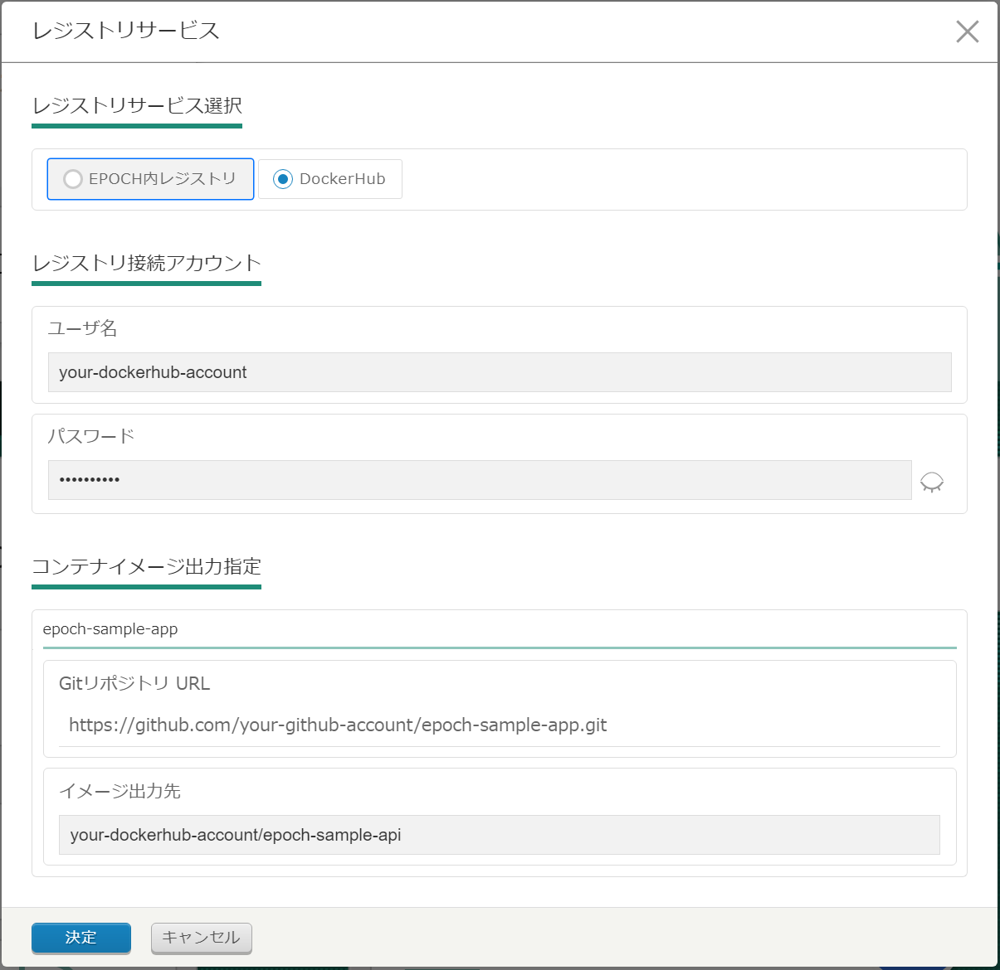 レジストリサービス
レジストリサービス選択
EPOCH内レジストリ
DockerHub
レジストリ接続アカウント
ユーザ名
your-dockerhub-account
パスワード
••••••••••
コンテナイメージ出力指定
epoch-sample-app
Gitリポジトリ URL
https://github.com/your-github-account/epoch-sample-app.git
イメージ出力先
your-dockerhub-account/epoch-sample-api
決定
キャンセル